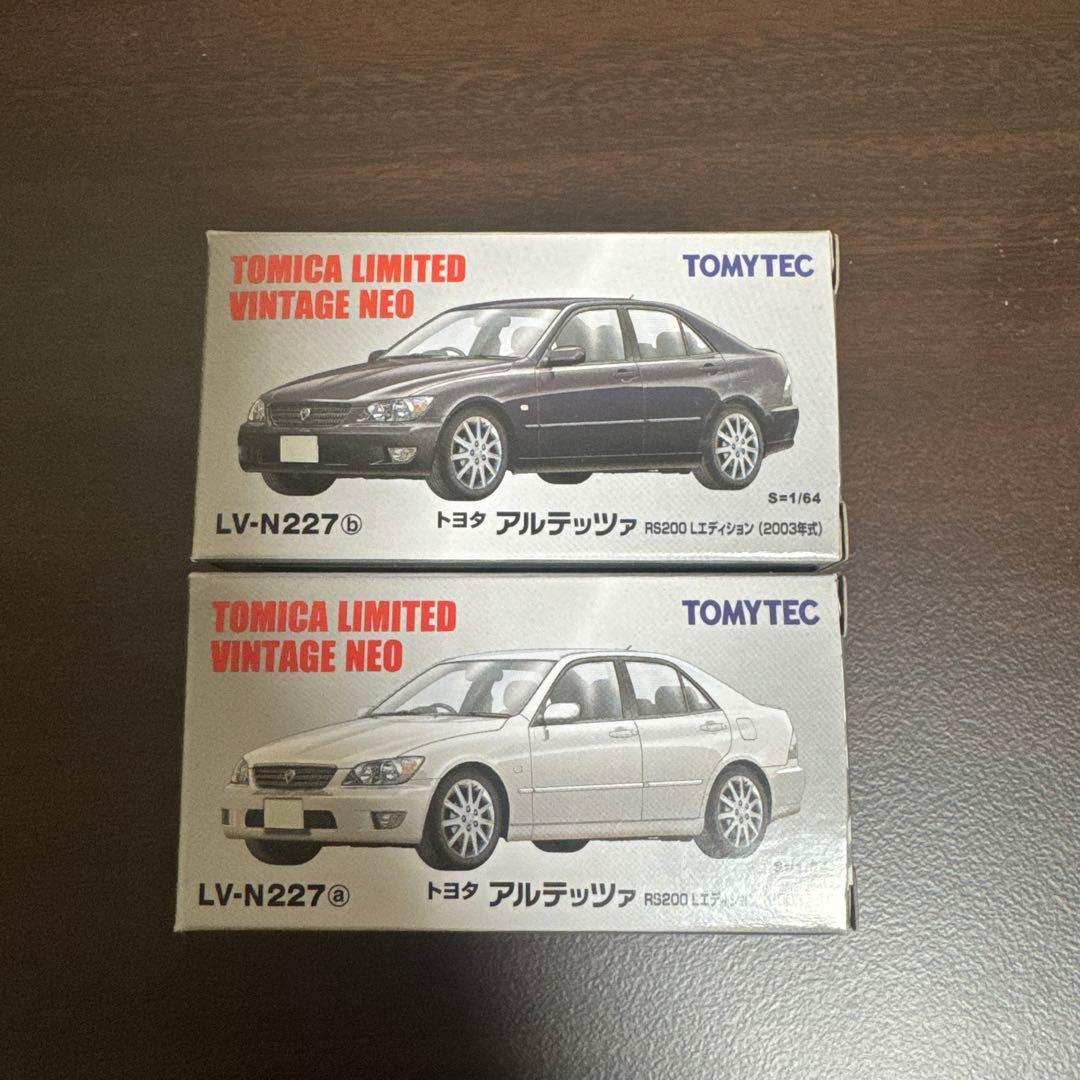 TOMICA LIMITED
VINTAGE NEO
TOMYTEC
S=1/64
LV-N227ⓑ
トヨタ アルテッツァ RS200 Lエディション (2003年式)
TOMICA LIMITED
VINTAGE NEO
TOMYTEC
LV-N227ⓐ
トヨタ アルテッツァ RS200 Lエディション